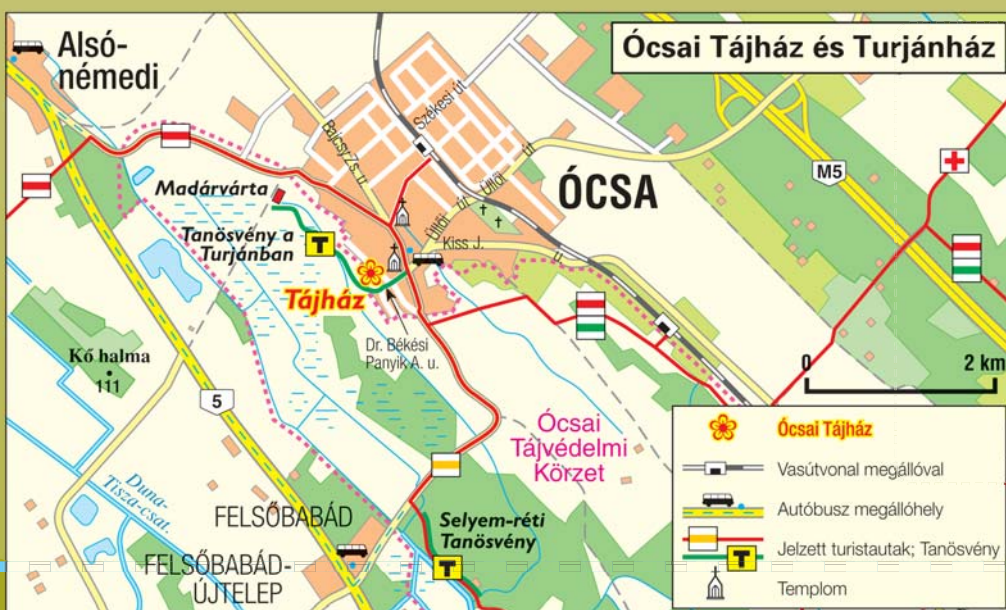 Ócsai Tájház és Turjánház
Alsó-
némedi
Bajcsy Zs. u.
Székesi út
Üllői út
M5
ÓCSA
Madárvárta
Üllői út
Kiss J.
u.
Tanösvény a
Turjánban
T
Tájház
Dr. Békési
Panyik A. u.
Kő halma
111
5
0
2 km
Ócsai
Tájvédelmi
Körzet
Duna-
Tisza-csat.
FELSŐBABÁD
FELSŐBABÁD-
ÚJTELEP
Selyem-réti
Tanösvény
T
Ócsai Tájház
Vasútvonal megállóval
Autóbusz megállóhely
Jelzett turistautak; Tanösvény
T
Templom